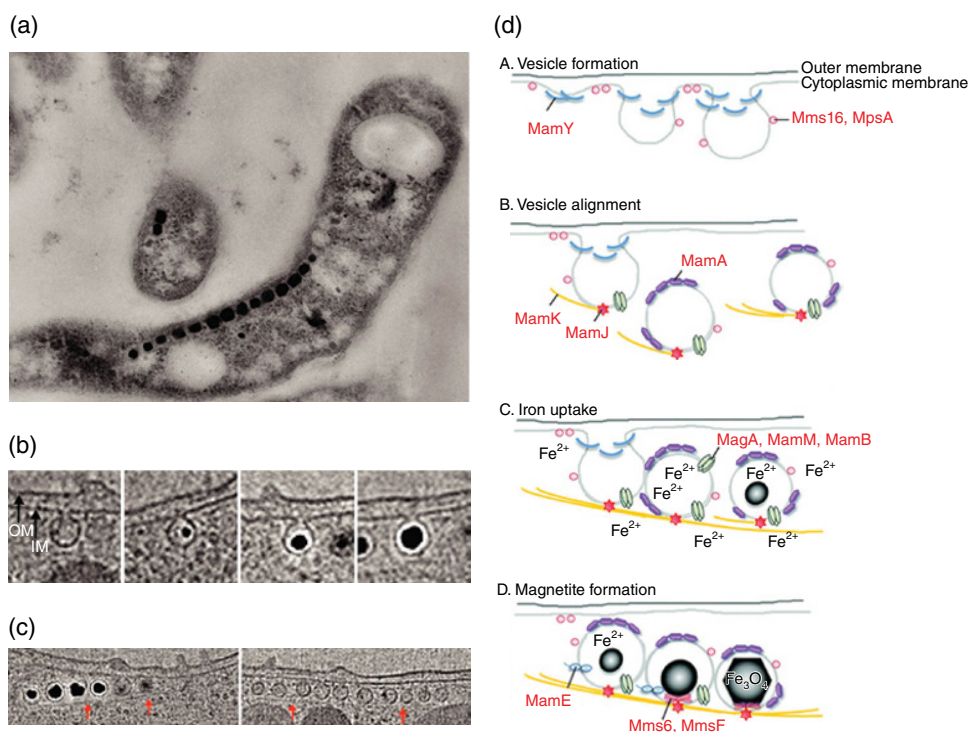 (a)
(b)
OM
IM
(c)
(d)
A. Vesicle formation
Outer membrane
Cytoplasmic membrane
MamY
Mms16, MpsA
B. Vesicle alignment
MamA
MamK
MamJ
C. Iron uptake
MagA, MamM, MamB
Fe²⁺
Fe²⁺
Fe²⁺
Fe²⁺
Fe²⁺
Fe²⁺
Fe²⁺
Fe²⁺
D. Magnetite formation
Fe²⁺
Fe₃O₄
MamE
Mms6, MmsF